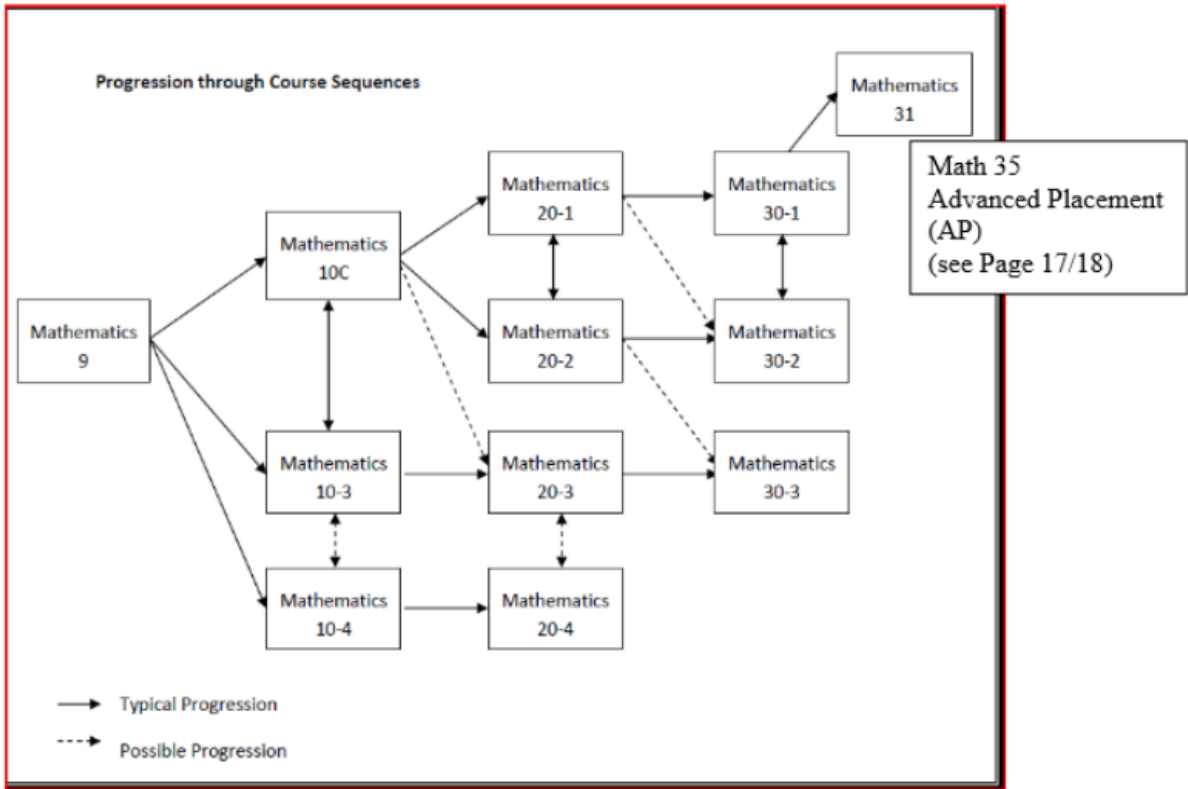 Progression through Course Sequences
Mathematics
31
Math 35
Advanced Placement
(AP)
(see Page 17/18)
Mathematics
20-1
Mathematics
30-1
Mathematics
10C
Mathematics
9
Mathematics
20-2
Mathematics
30-2
Mathematics
10-3
Mathematics
20-3
Mathematics
30-3
Mathematics
10-4
Mathematics
20-4
Typical Progression
Possible Progression